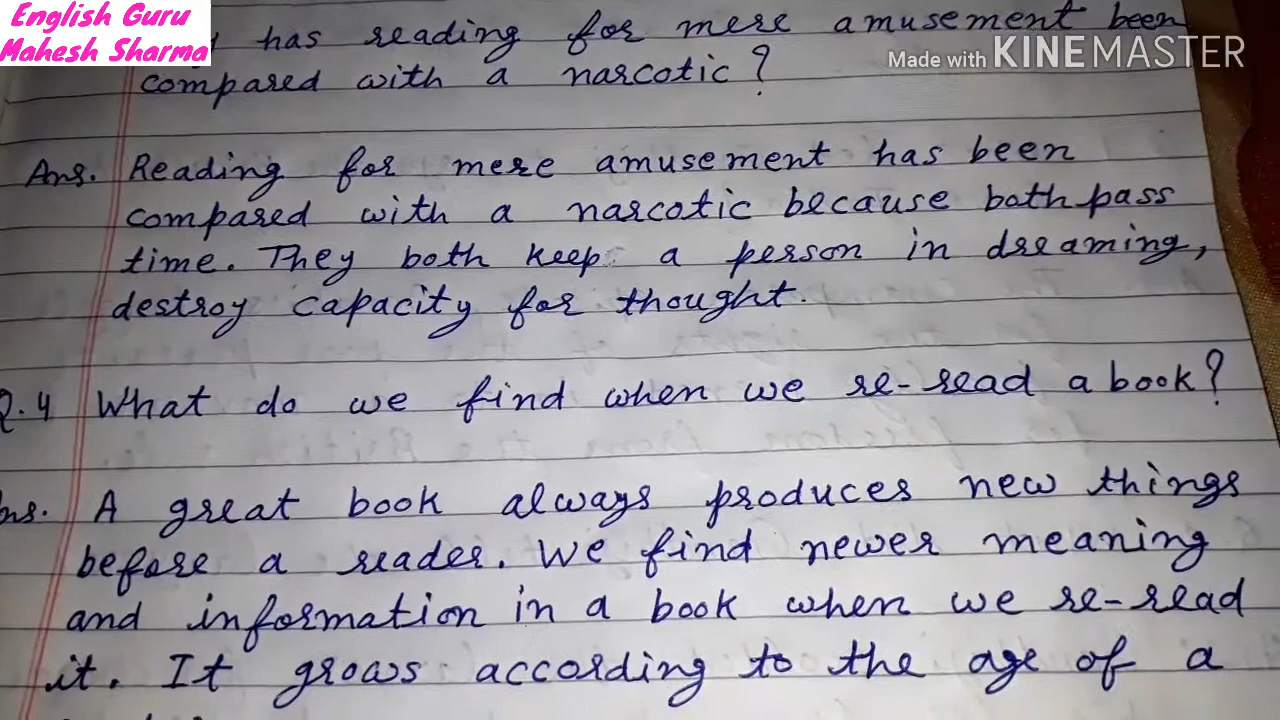 English Guru
Mahesh Sharma
Made with KINEMASTER
has reading for mere amusement been
compared with a narcotic?
Ans. Reading for mere amusement has been
compared with a narcotic because both pass
time. They both keep a person in dreaming,
destroy capacity for thought.
Q.4 What do we find when we re-read a book?
Ans. A great book always produces new things
before a reader. We find newer meaning
and information in a book when we re-read
it. It grows according to the age of a